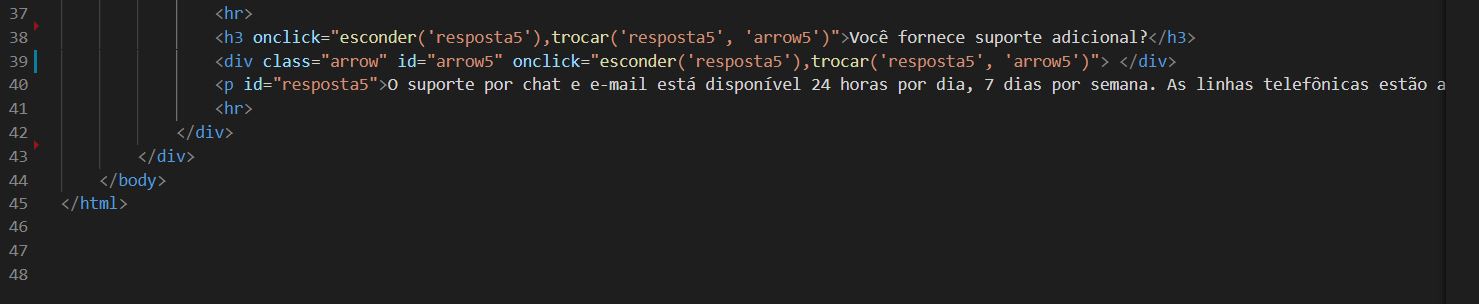 37 <hr>
38 <h3 onclick="esconder('resposta5'),trocar('resposta5', 'arrow5')">Você fornece suporte adicional?</h3>
39 <div class="arrow" id="arrow5" onclick="esconder('resposta5'),trocar('resposta5', 'arrow5')"> </div>
40 <p id="resposta5">O suporte por chat e e-mail está disponível 24 horas por dia, 7 dias por semana. As linhas telefônicas estão a
41 <hr>
42 </div>
43 </div>
44 </body>
45 </html>
46
47
48